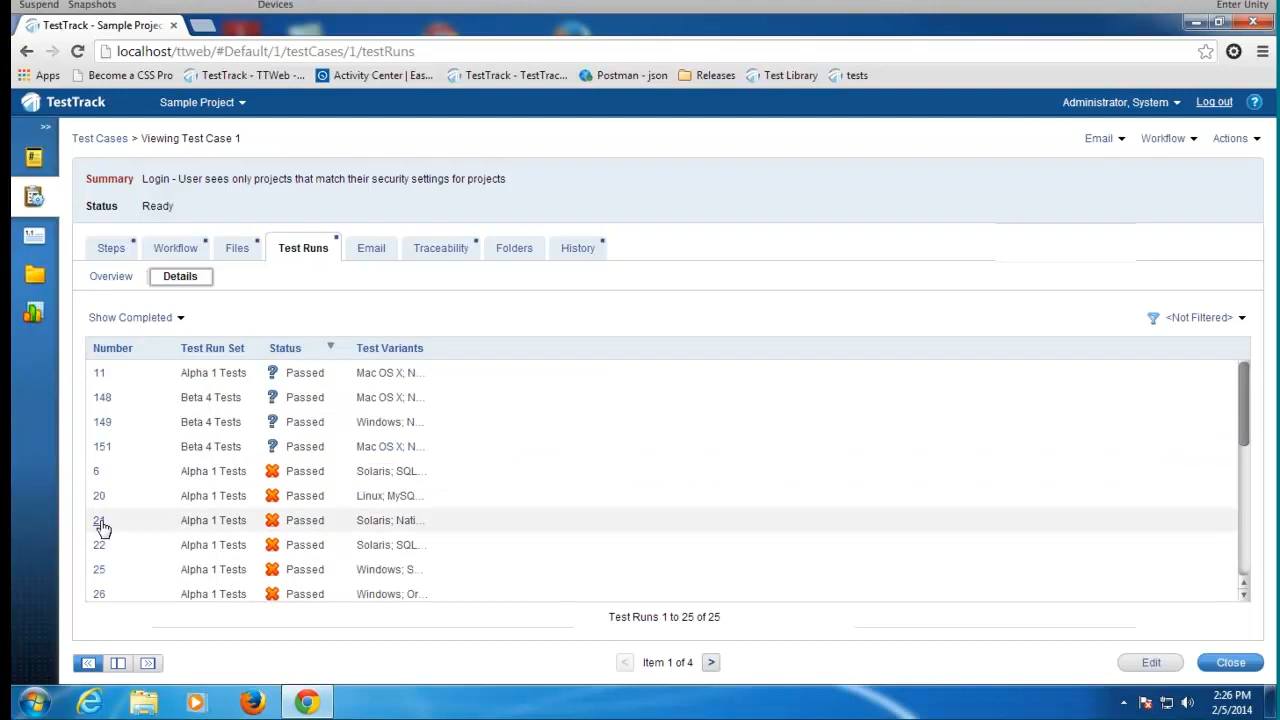 Suspend Snapshots Devices Enter Unity
TestTrack - Sample Projec
localhost/ttweb/#Default/1/testCases/1/testRuns
Apps Become a CSS Pro TestTrack - TTWeb -... Activity Center | Eas... TestTrack - TestTrac... Postman - json Releases Test Library tests
TestTrack Sample Project Administrator, System Log out ?
>>
Test Cases > Viewing Test Case 1 Email Workflow Actions
Summary Login - User sees only projects that match their security settings for projects
Status Ready
Steps Workflow Files Test Runs Email Traceability Folders History
Overview Details
Show Completed <Not Filtered>
Number Test Run Set Status Test Variants
11 Alpha 1 Tests ? Passed Mac OS X; N...
148 Beta 4 Tests ? Passed Mac OS X; N...
149 Beta 4 Tests ? Passed Windows; N...
151 Beta 4 Tests ? Passed Mac OS X; N...
6 Alpha 1 Tests Passed Solaris; SQL...
20 Alpha 1 Tests Passed Linux; MySQ...
21 Alpha 1 Tests Passed Solaris; Nati...
22 Alpha 1 Tests Passed Solaris; SQL...
25 Alpha 1 Tests Passed Windows; S...
26 Alpha 1 Tests Passed Windows; Or...
Test Runs 1 to 25 of 25
< Item 1 of 4 > Edit Close
2:26 PM
2/5/2014